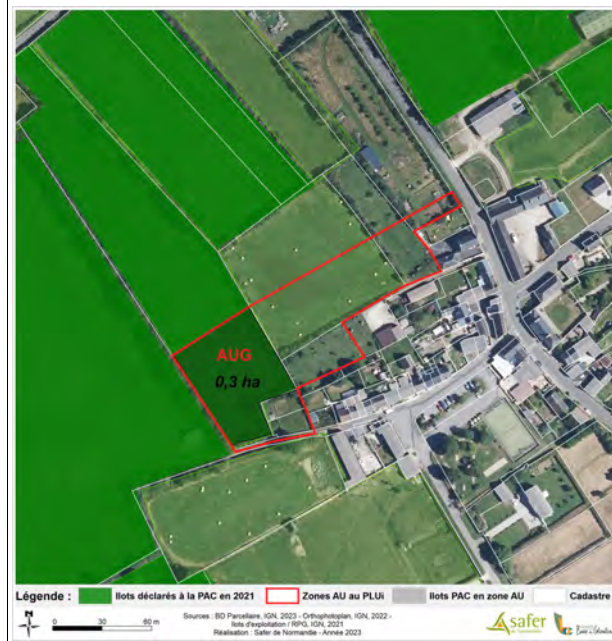 AUG
0,3 ha
Légende : Ilots déclarés à la PAC en 2021 Zones AU au PLUi Ilots PAC en zone AU Cadastre
N
0 30 60 m
Sources : BD Parcellaire, IGN, 2023 - Orthophotoplan, IGN, 2022 -
Ilots d'exploitation / RPG, IGN, 2021
Réalisation : Safer de Normandie - Année 2023
safer